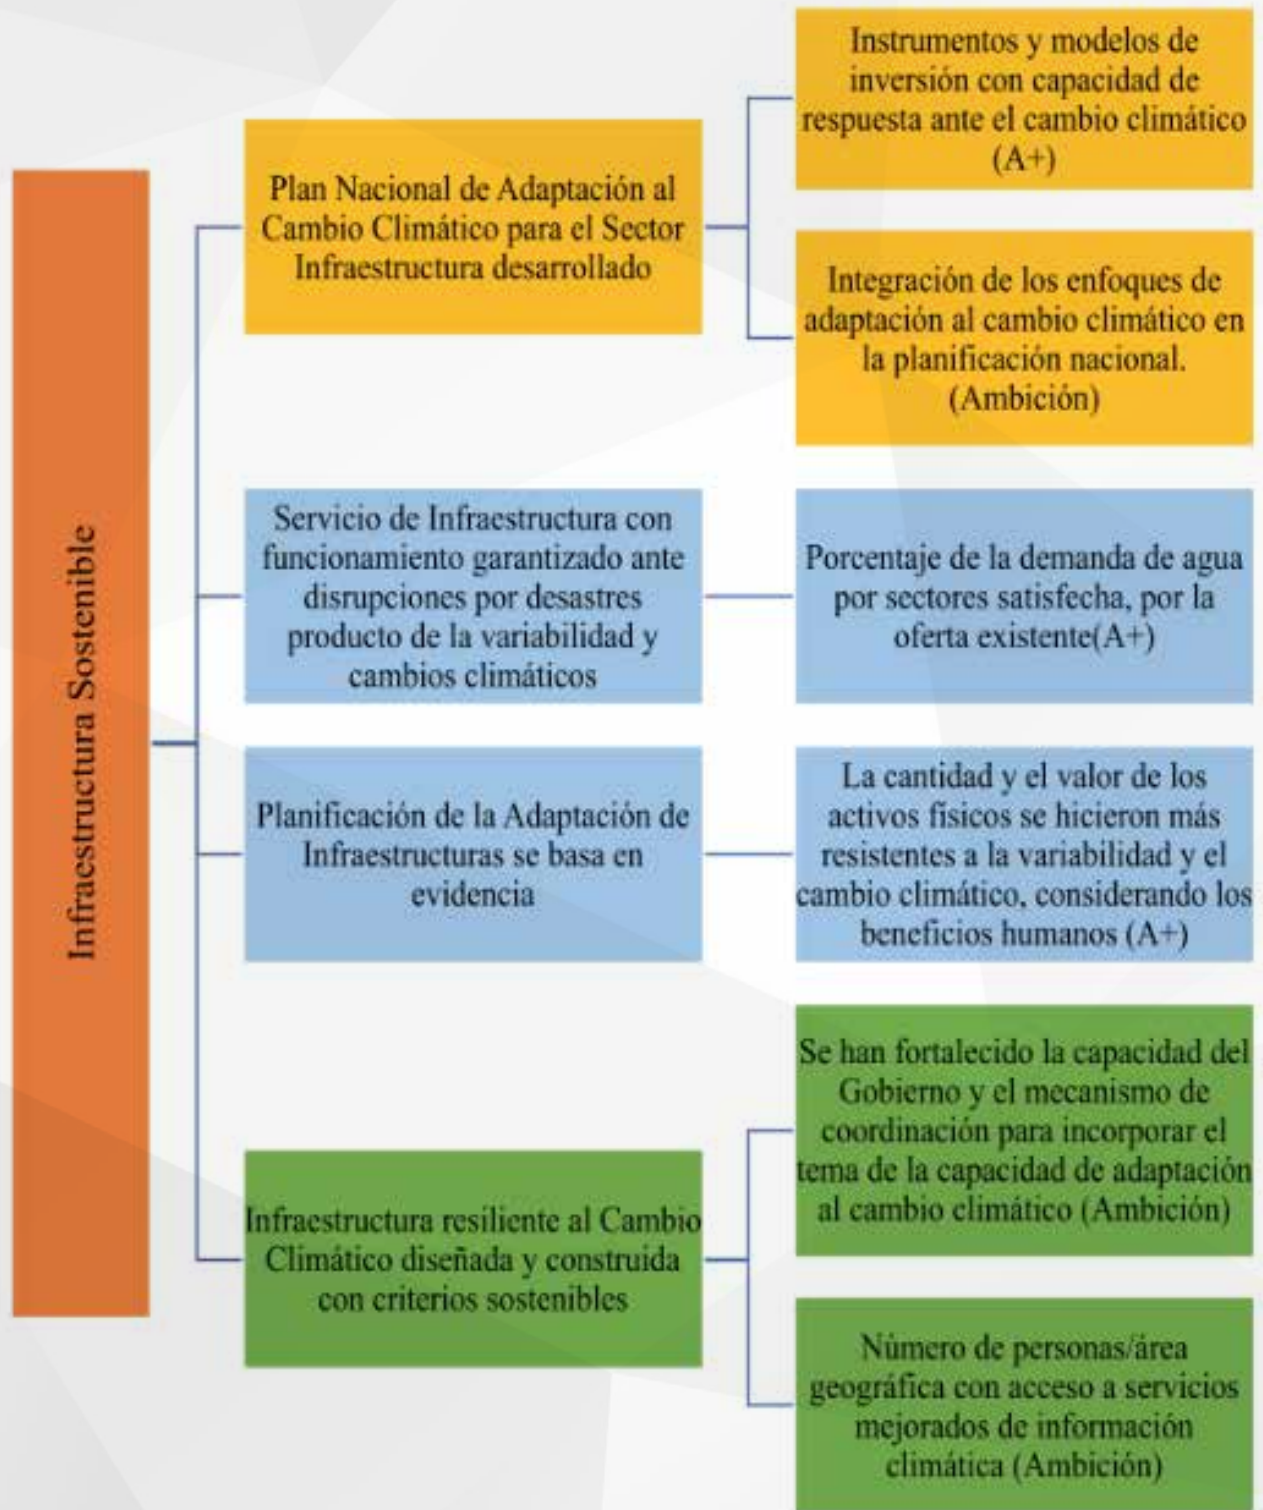 Infraestructura Sostenible
Plan Nacional de Adaptación al
Cambio Climático para el Sector
Infraestructura desarrollado
Instrumentos y modelos de
inversión con capacidad de
respuesta ante el cambio climático
(A+)
Integración de los enfoques de
adaptación al cambio climático en
la planificación nacional.
(Ambición)
Servicio de Infraestructura con
funcionamiento garantizado ante
disrupciones por desastres
producto de la variabilidad y
cambios climáticos
Porcentaje de la demanda de agua
por sectores satisfecha, por la
oferta existente(A+)
Planificación de la Adaptación de
Infraestructuras se basa en
evidencia
La cantidad y el valor de los
activos físicos se hicieron más
resistentes a la variabilidad y el
cambio climático, considerando los
beneficios humanos (A+)
Infraestructura resiliente al Cambio
Climático diseñada y construida
con criterios sostenibles
Se han fortalecido la capacidad del
Gobierno y el mecanismo de
coordinación para incorporar el
tema de la capacidad de adaptación
al cambio climático (Ambición)
Número de personas/área
geográfica con acceso a servicios
mejorados de información
climática (Ambición)